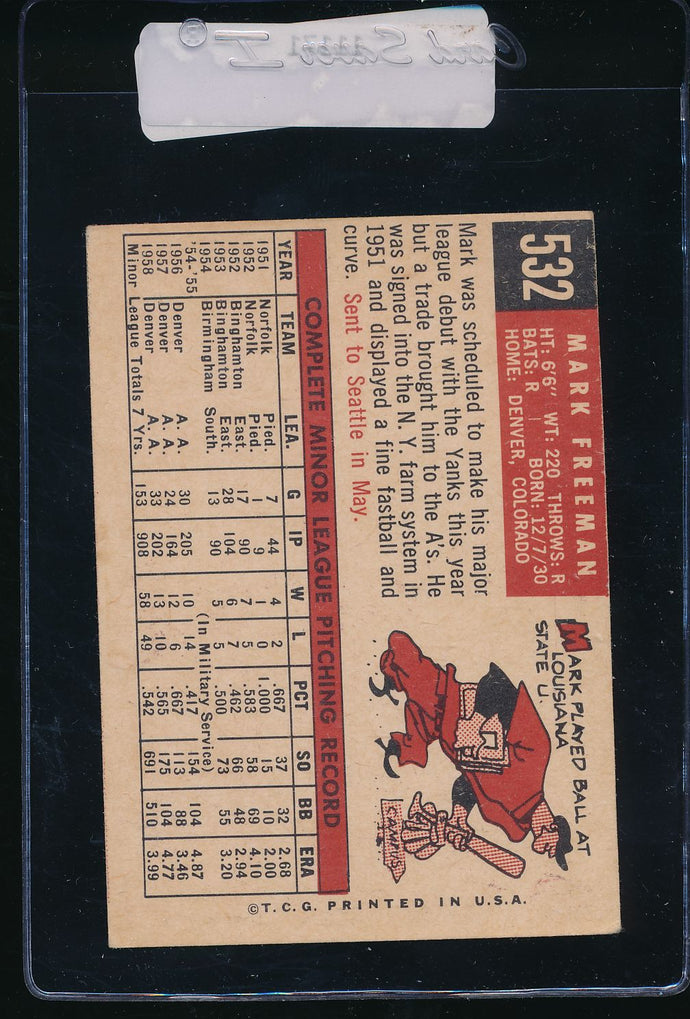 Card Saver I
®
532
MARK FREEMAN
HT: 6'6" WT: 220 THROWS: R
BATS: R | BORN: 12/7/30
HOME: DENVER, COLORADO
Mark was scheduled to make his major
league debut with the Yanks this year
but a trade brought him to the A's. He
was signed into the N. Y. farm system in
1951 and displayed a fine fastball and
curve. Sent to Seattle in May.
MARK PLAYED BALL AT
LOUISIANA
STATE U.
CAMPUS
COMPLETE MINOR LEAGUE PITCHING RECORD
YEAR TEAM LEA. G IP W L PCT SO BB ERA
1951 Norfolk Pied. 7 44 4 2 .667 37 32 2.68
1952 Norfolk Pied. 1 9 1 0 1.000 15 10 2.00
1952 Binghamton East. 17 90 7 5 .583 58 69 4.10
1953 Binghamton East. 28 104 6 7 .462 66 48 2.94
1954 Birmingham South. 13 90 5 5 .500 73 55 3.20
'54-'55 (In Military Service)
1956 Denver A. A. 30 205 10 14 .417 154 104 4.87
1957 Denver A. A. 24 164 12 6 .667 113 88 3.46
1958 Denver A. A. 33 202 13 10 .565 175 104 4.77
Minor League Totals 7 Yrs. 153 908 58 49 .542 691 510 3.99
© T. C. G. PRINTED IN U.S.A.